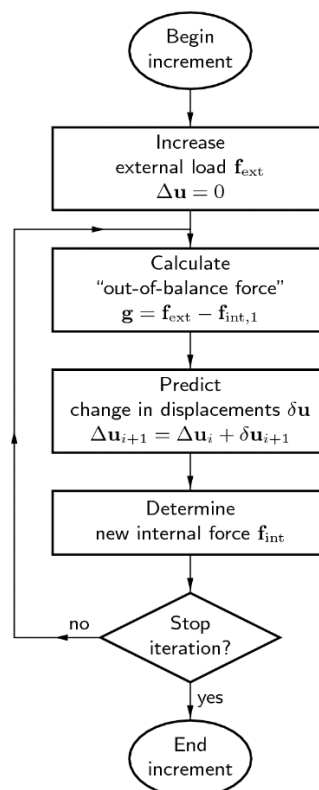 Begin
increment
Increase
external load f_ext
Δu = 0
Calculate
“out-of-balance force”
g = f_ext − f_int,1
Predict
change in displacements δu
Δu_i+1 = Δu_i + δu_i+1
Determine
new internal force f_int
no
Stop
iteration?
yes
End
increment